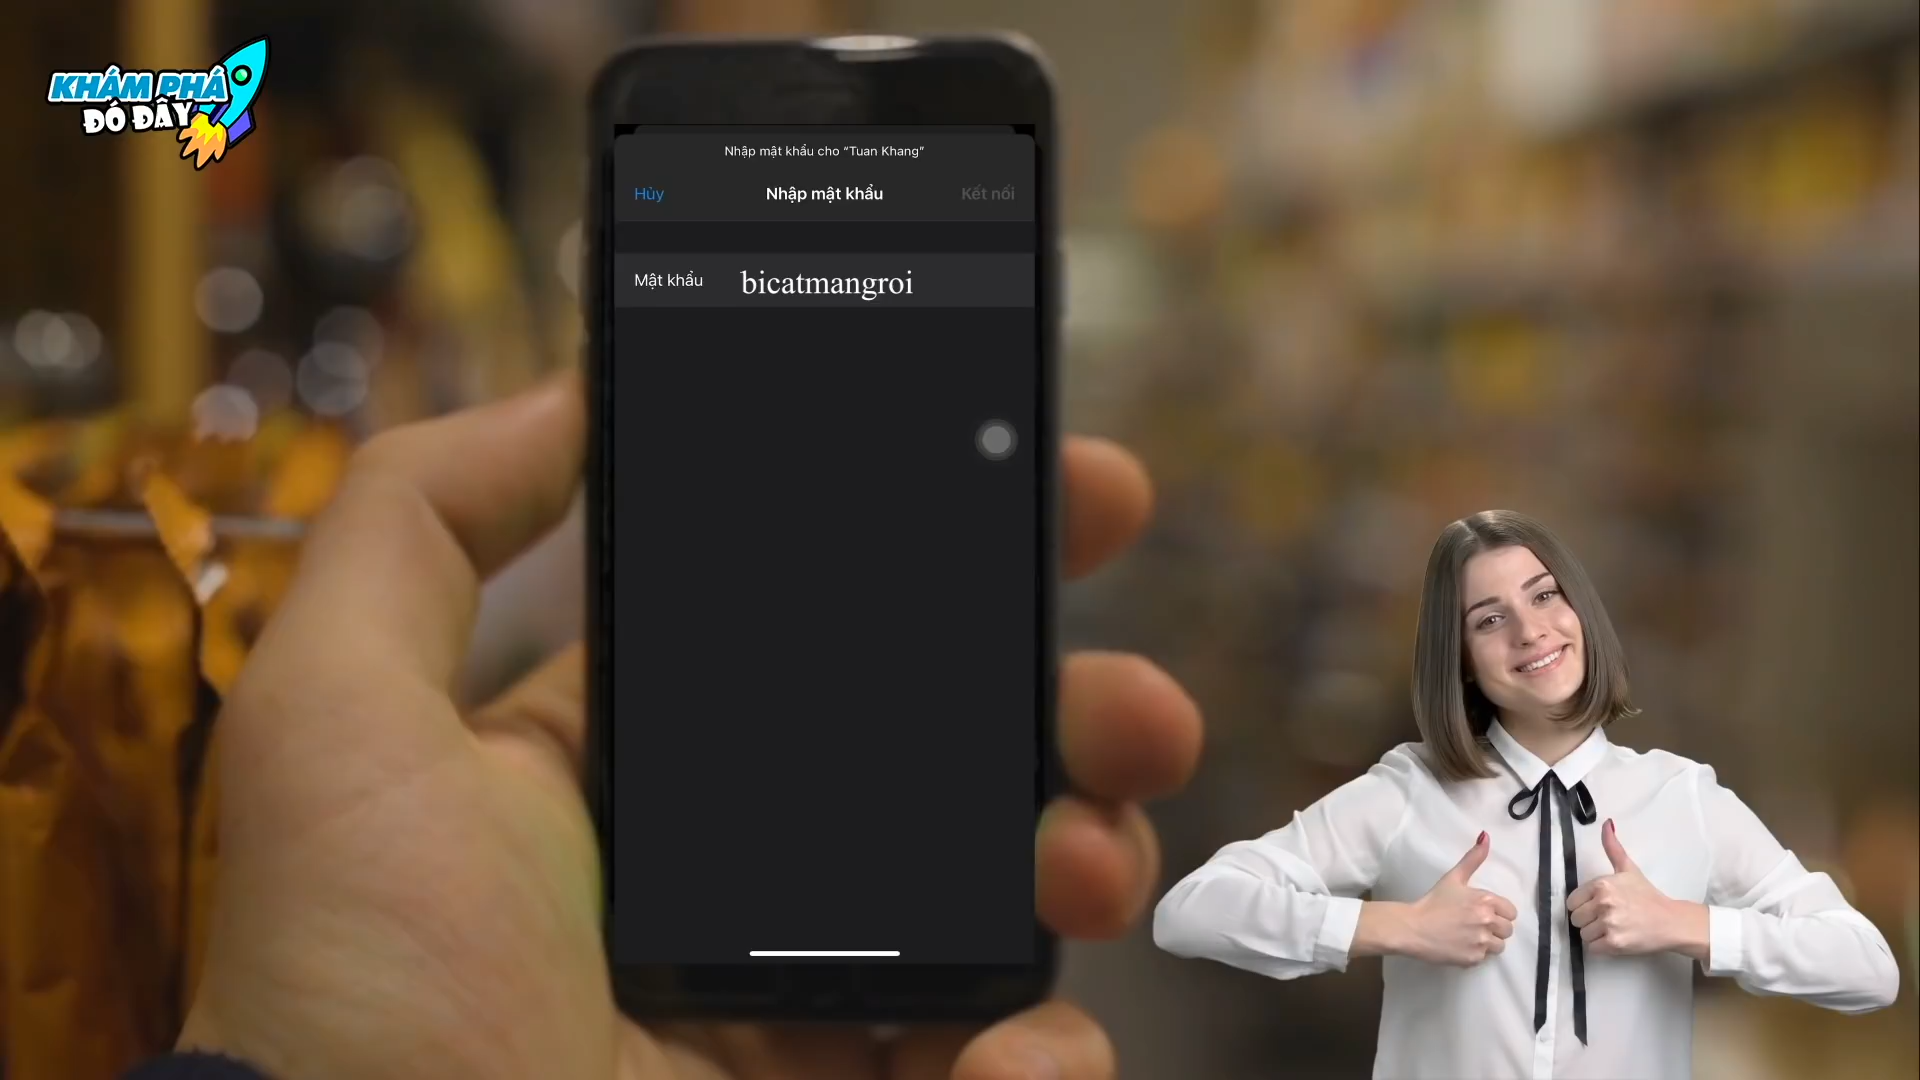 KHÁM PHÁ
ĐÓ ĐÂY
Nhập mật khẩu cho “Tuan Khang”
Hủy
Nhập mật khẩu
Kết nối
Mật khẩu
bicatmangroi